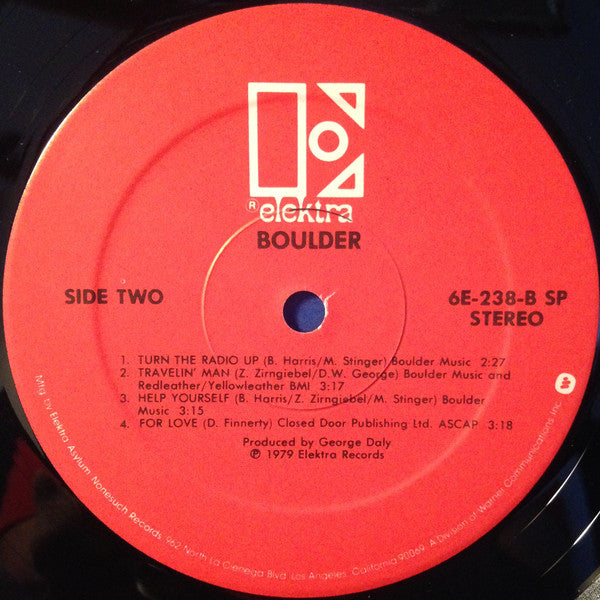 ® elektra
BOULDER
SIDE TWO
6E-238-B SP
STEREO
1. TURN THE RADIO UP (B. Harris/M. Stinger) Boulder Music 2:27
2. TRAVELIN' MAN (Z. Zirngiebel/D.W. George) Boulder Music and
Redleather/Yellowleather BMI 3:17
3. HELP YOURSELF (B. Harris/Z. Zirngiebel/M. Stinger) Boulder
Music 3:15
4. FOR LOVE (D. Finnerty) Closed Door Publishing Ltd. ASCAP 3:18
Produced by George Daly
℗ 1979 Elektra Records
Mfg by Elektra/Asylum/Nonesuch Records, 962 North La Cienega Blvd. Los Angeles, California 90069. A Division of Warner Communications Inc.